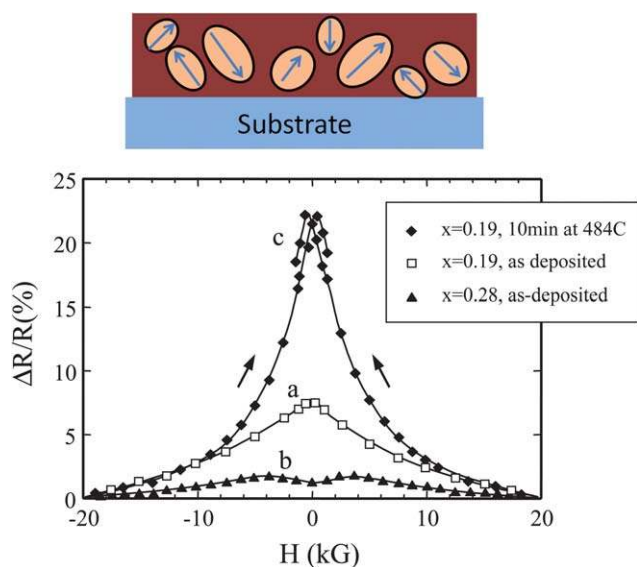 Substrate
25
20
15
10
5
0
ΔR/R(%)
c
a
b
x=0.19, 10min at 484C
x=0.19, as deposited
x=0.28, as-deposited
-20 -10 0 10 20
H (kG)